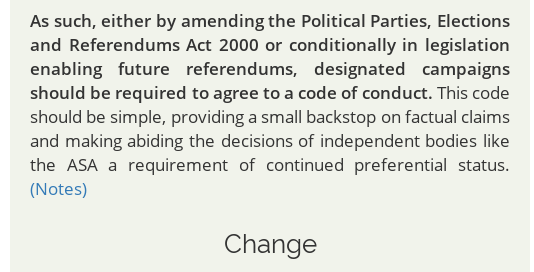 As such, either by amending the Political Parties, Elections
and Referendums Act 2000 or conditionally in legislation
enabling future referendums, designated campaigns
should be required to agree to a code of conduct. This code
should be simple, providing a small backstop on factual claims
and making abiding the decisions of independent bodies like
the ASA a requirement of continued preferential status.
(Notes)
Change